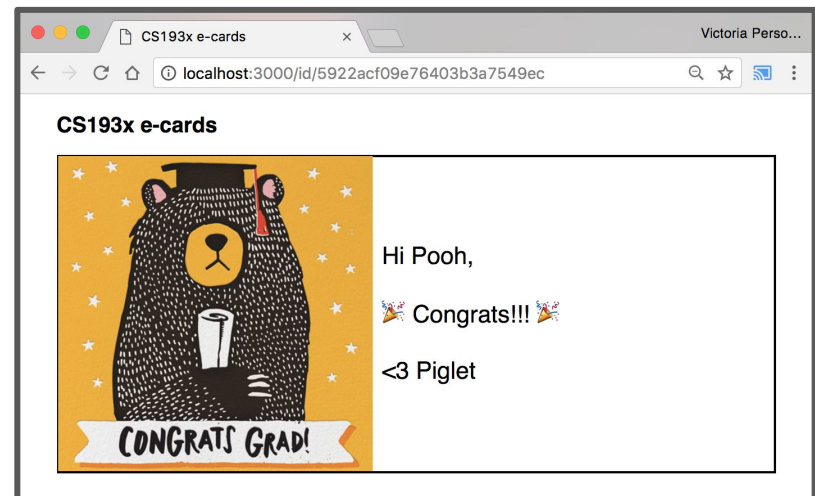 CS193x e-cards
Victoria Perso...
localhost:3000/id/5922acf09e76403b3a7549ec
CS193x e-cards
Hi Pooh,
🎉 Congrats!!! 🎉
<3 Piglet
CONGRATS GRAD!